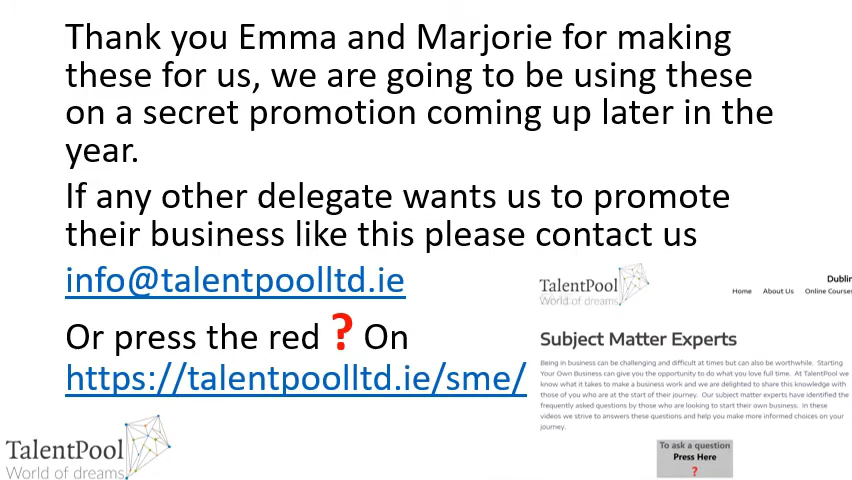 Thank you Emma and Marjorie for making
these for us, we are going to be using these
on a secret promotion coming up later in the
year.
If any other delegate wants us to promote
their business like this please contact us
info@talentpoolltd.ie
Or press the red ? On
https://talentpoolltd.ie/sme/
TalentPool
World of dreams
Dublin
Home About Us Online Courses
Subject Matter Experts
Being in business can be challenging and difficult at times but can also be worthwhile. Starting
Your Own Business can give you the opportunity to do what you love full time. At TalentPool we
know what it takes to make a business work and we are delighted to share this knowledge with
those of you who are at the start of their journey. Our subject matter experts have identified the
frequently asked questions by those who are looking to start their own business. In these
videos we strive to answers these questions and help you make more informed choices on your
journey.
To ask a question
Press Here
?
TalentPool
World of dreams